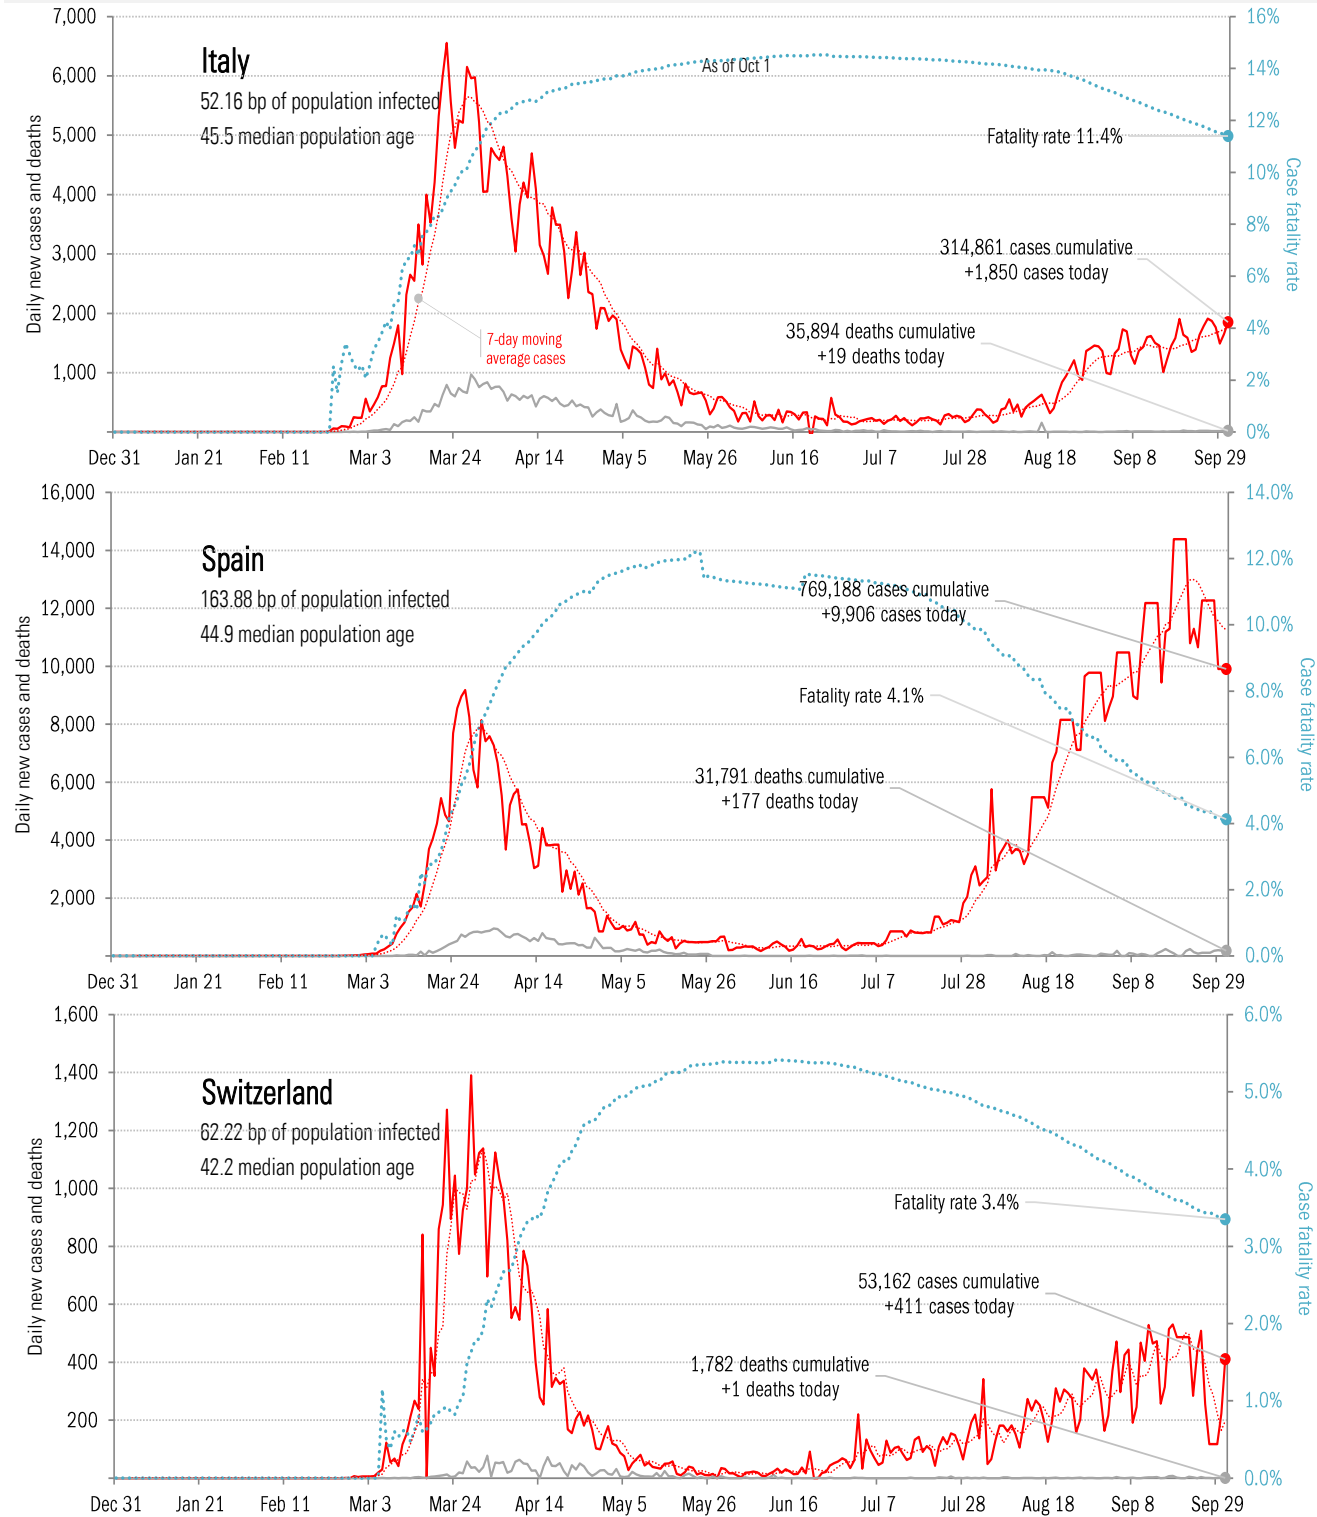 7,000
6,000
5,000
4,000
3,000
2,000
1,000
Daily new cases and deaths
Italy
52.16 bp of population infected
45.5 median population age
As of Oct 1
Fatality rate 11.4%
314,861 cases cumulative
+1,850 cases today
35,894 deaths cumulative
+19 deaths today
7-day moving
average cases
16%
14%
12%
10%
8%
6%
4%
2%
0%
Case fatality rate
Dec 31 Jan 21 Feb 11 Mar 3 Mar 24 Apr 14 May 5 May 26 Jun 16 Jul 7 Jul 28 Aug 18 Sep 8 Sep 29
16,000
14,000
12,000
10,000
8,000
6,000
4,000
2,000
Daily new cases and deaths
Spain
163.88 bp of population infected
44.9 median population age
769,188 cases cumulative
+9,906 cases today
Fatality rate 4.1%
31,791 deaths cumulative
+177 deaths today
14.0%
12.0%
10.0%
8.0%
6.0%
4.0%
2.0%
0.0%
Case fatality rate
Dec 31 Jan 21 Feb 11 Mar 3 Mar 24 Apr 14 May 5 May 26 Jun 16 Jul 7 Jul 28 Aug 18 Sep 8 Sep 29
1,600
1,400
1,200
1,000
800
600
400
200
Daily new cases and deaths
Switzerland
62.22 bp of population infected
42.2 median population age
Fatality rate 3.4%
53,162 cases cumulative
+411 cases today
1,782 deaths cumulative
+1 deaths today
6.0%
5.0%
4.0%
3.0%
2.0%
1.0%
0.0%
Case fatality rate
Dec 31 Jan 21 Feb 11 Mar 3 Mar 24 Apr 14 May 5 May 26 Jun 16 Jul 7 Jul 28 Aug 18 Sep 8 Sep 29